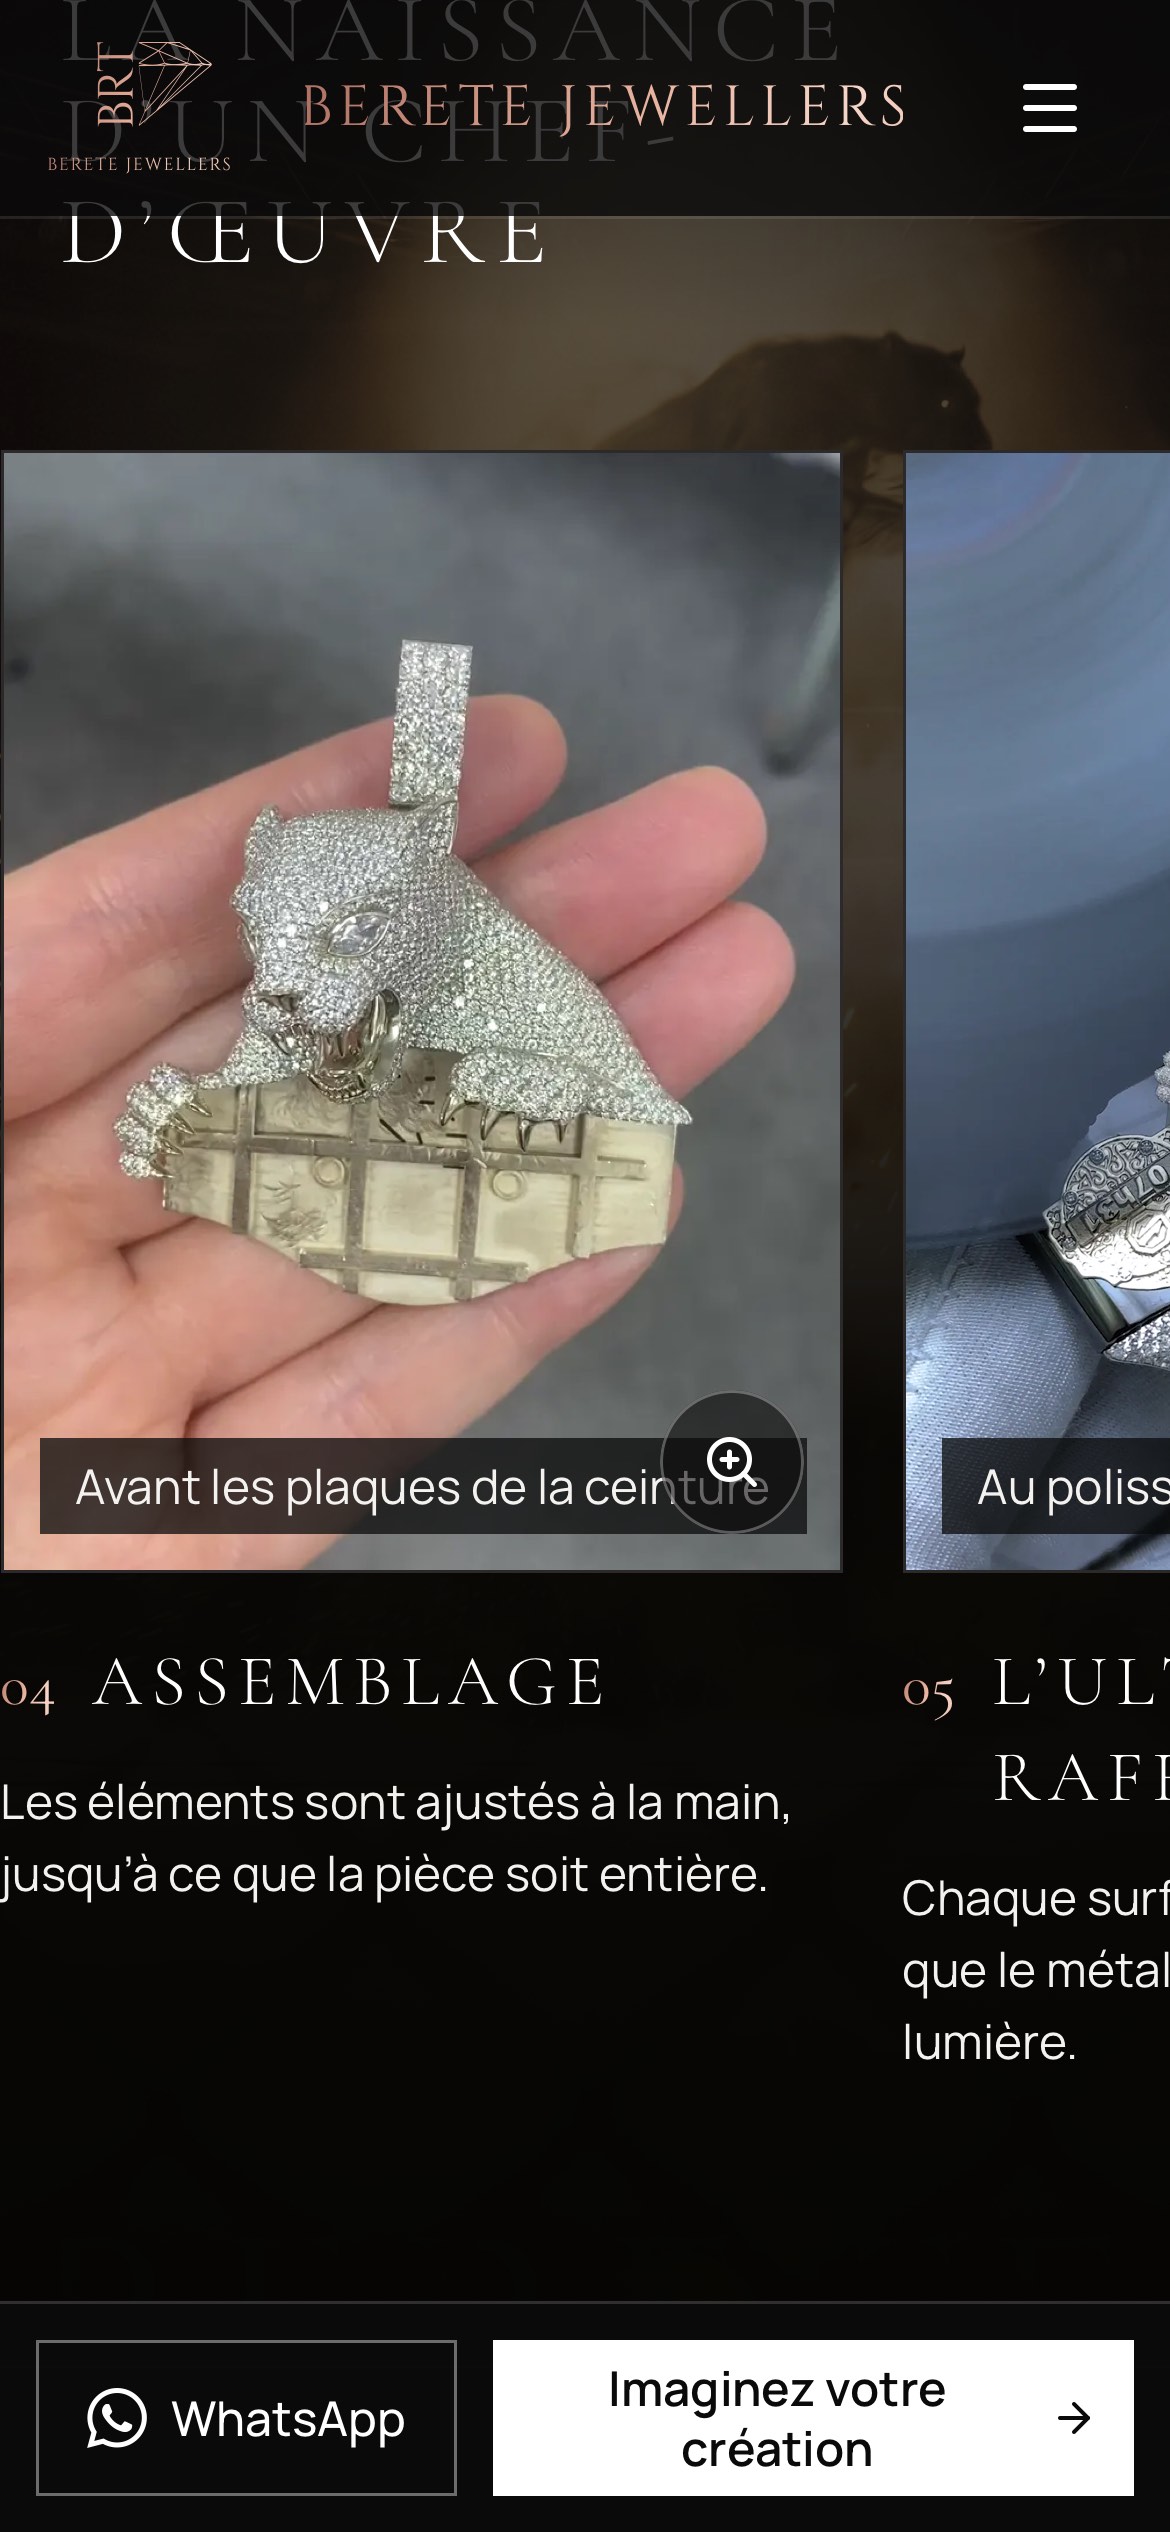 LA NAISSANCE
D'UN CHEF-
D'ŒUVRE
BRT
BERETE JEWELLERS
BERETE JEWELLERS
Avant les plaques de la ceinture
Au poliss
04 ASSEMBLAGE
Les éléments sont ajustés à la main,
jusqu'à ce que la pièce soit entière.
05 L'ULT
RAFF
Chaque surf
que le métal
lumière.
WhatsApp
Imaginez votre
création